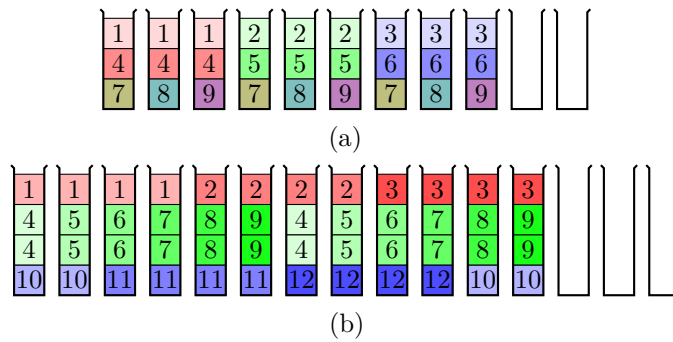 1 1 1 2 2 2 3 3 3
4 4 4 5 5 5 6 6 6
7 8 9 7 8 9 7 8 9
(a)
1 1 1 1 2 2 2 2 3 3 3 3
4 5 6 7 8 9 4 5 6 7 8 9
4 5 6 7 8 9 4 5 6 7 8 9
10 10 11 11 11 11 12 12 12 12 10 10
(b)